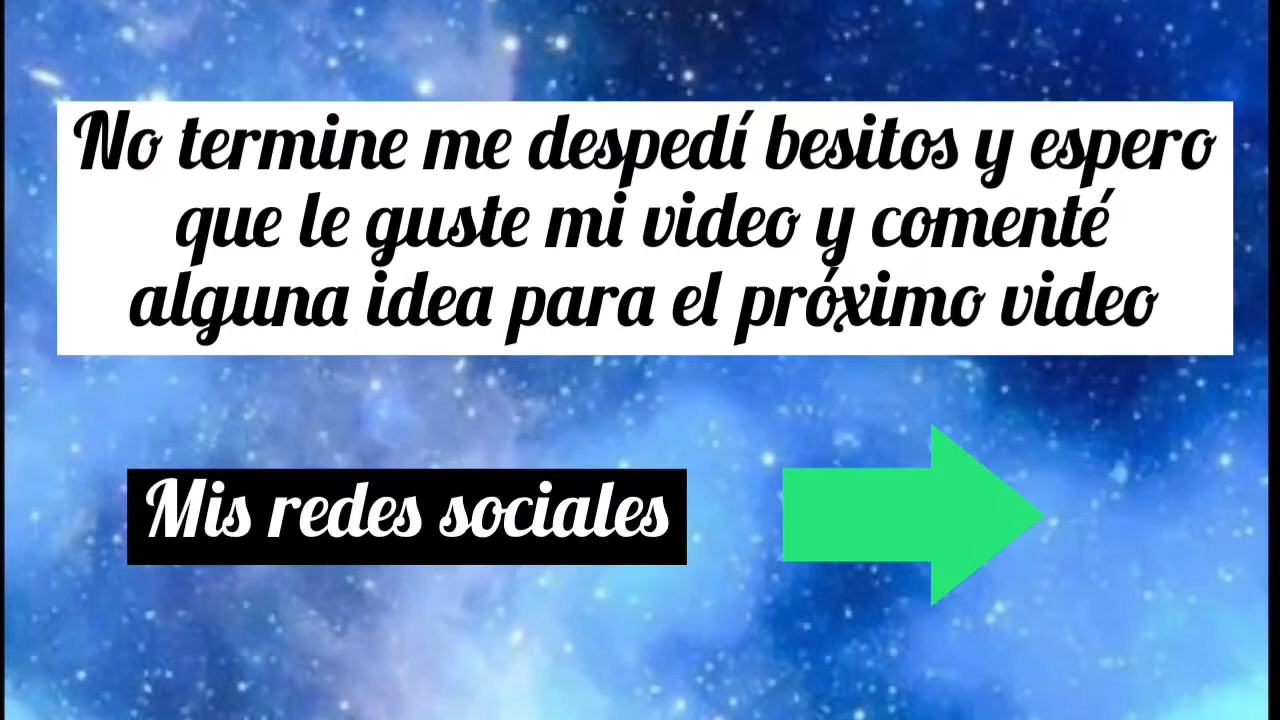 No termine me despedí besitos y espero
que le guste mi video y comenté
alguna idea para el próximo video
Mis redes sociales